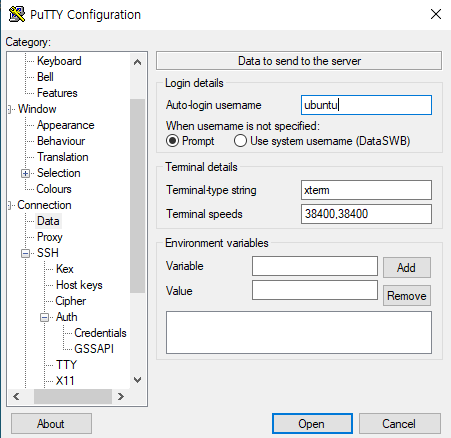 PuTTY Configuration
Category:
Keyboard
Bell
Features
Window
Appearance
Behaviour
Translation
Selection
Colours
Connection
Data
Proxy
SSH
Kex
Host keys
Cipher
Auth
Credentials
GSSAPI
TTY
X11
Data to send to the server
Login details
Auto-login username ubuntu
When username is not specified:
Prompt Use system username (DataSWB)
Terminal details
Terminal-type string xterm
Terminal speeds 38400,38400
Environment variables
Variable Add
Value Remove
About Open Cancel